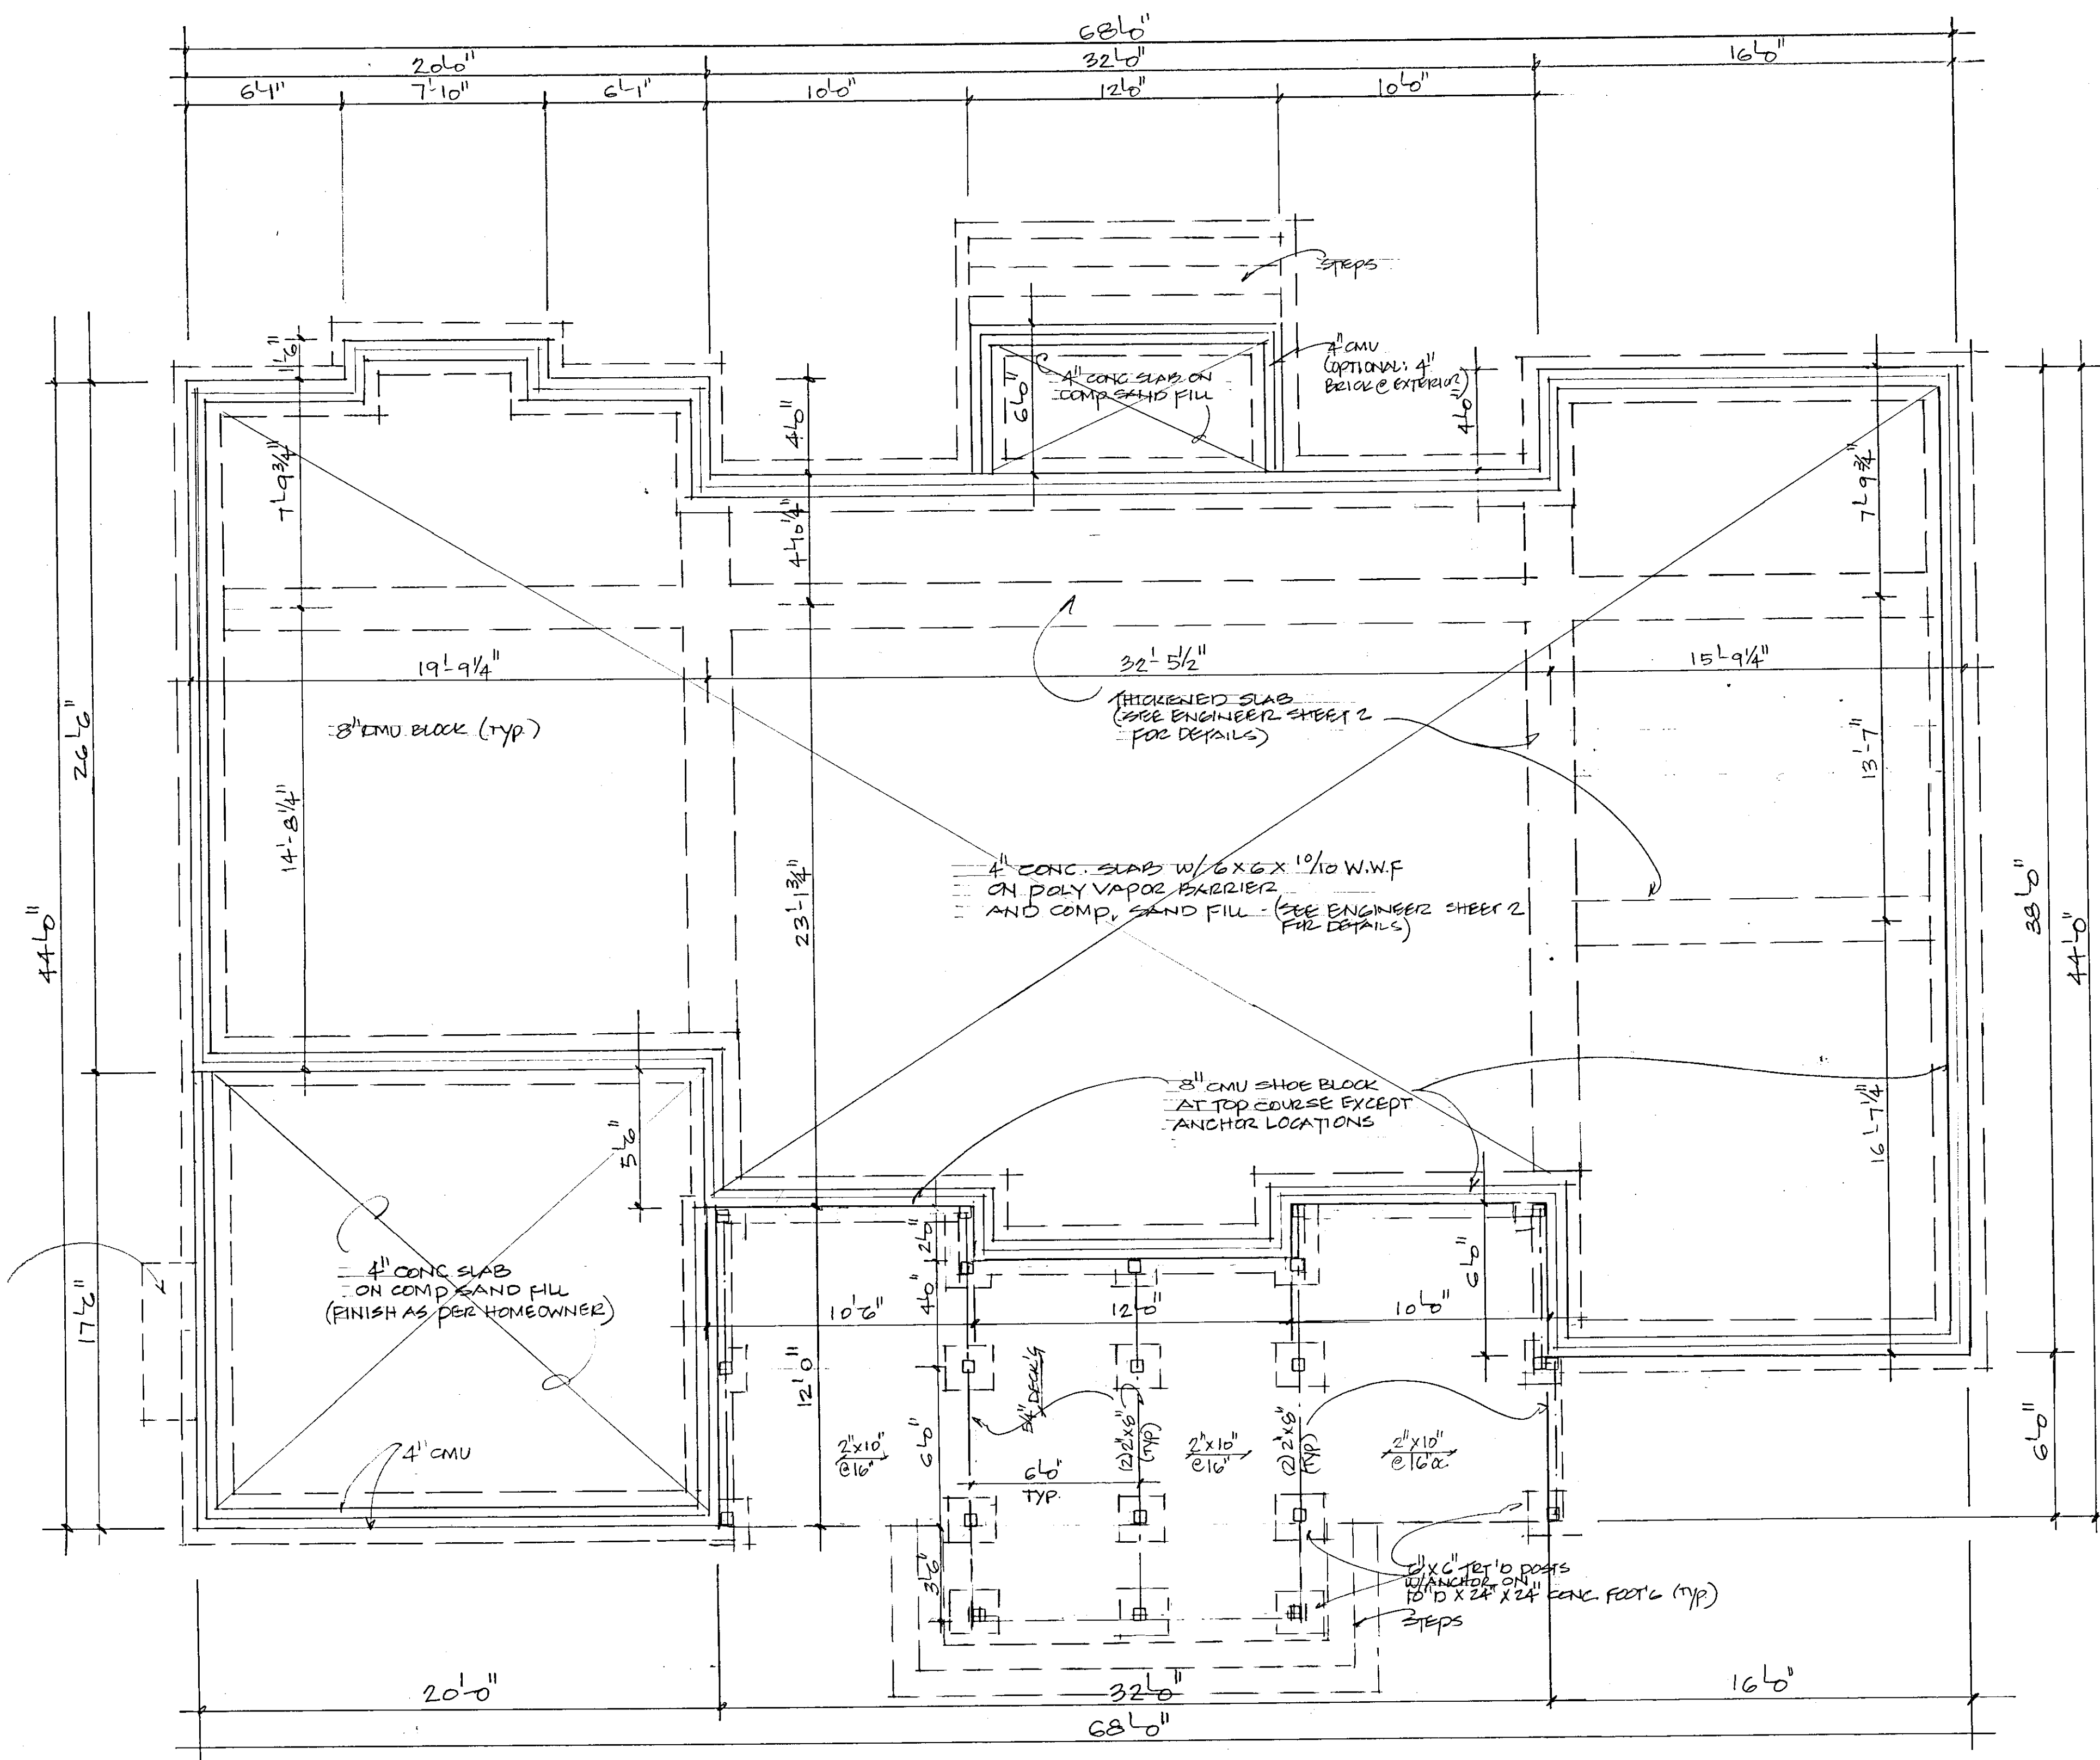 68'-0"
20'-0" 32'-0" 16'-0"
6'-1" 7'-10" 6'-1" 10'-0" 12'-0" 10'-0"
STEPS
1'-6"
4" CMU
(OPTIONAL: 4"
BRICK @ EXTERIOR)
4" CONC SLAB ON
COMP SAND FILL
6'-0"
4'-0"
4'-0"
7'-9 3/4"
4'-10 1/4"
7'-9 3/4"
19'-9 1/4" 32'-5 1/2" 15'-9 1/4"
THICKENED SLAB
(SEE ENGINEER SHEET 2
FOR DETAILS)
8" CMU BLOCK (TYP.)
26'-6"
13'-7"
14'-8 1/4"
4" CONC. SLAB W/ 6X6X 10/10 W.W.F
ON POLY VAPOR BARRIER
AND COMP. SAND FILL - (SEE ENGINEER SHEET 2
FOR DETAILS)
23'-1 3/4"
44'-0"
38'-0"
44'-0"
8" CMU SHOE BLOCK
AT TOP COURSE EXCEPT
ANCHOR LOCATIONS
5'-6"
16'-7 1/4"
2'-0"
4'-0"
6'-0"
4" CONC SLAB
ON COMP SAND FILL
(FINISH AS PER HOMEOWNER)
17'-6"
10'-6" 12'-0" 10'-0"
12'-0"
5/4" DECK'G
(2) 2"x8"
(TYP)
(2) 2"x8"
(TYP)
4" CMU
2"x10"
@16"
6'-0"
2"x10"
@16"
2"x10"
@16"oc
6'-0"
6'-0"
TYP.
3'-6"
6"X6" TRT'D POSTS
W/ANCHOR ON
10"D X 24" X 24" CONC. FOOT'G (TYP.)
STEPS
20'-0" 32'-0" 16'-0"
68'-0"